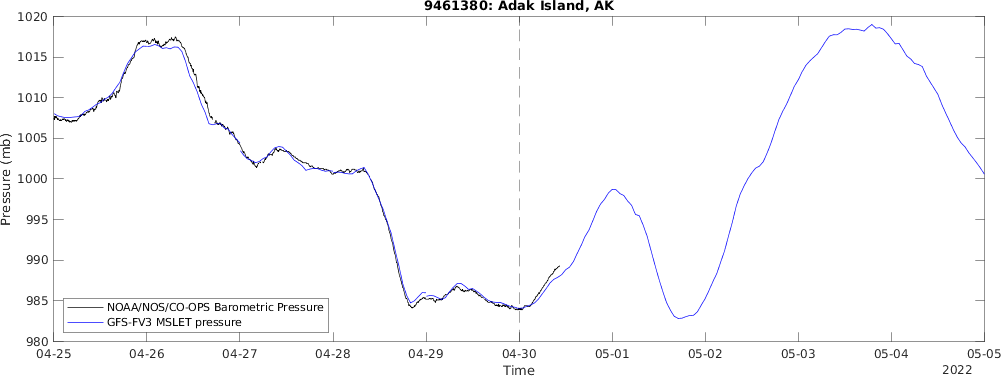 9461380: Adak Island, AK
1020
1015
1010
1005
1000
995
990
985
980
Pressure (mb)
NOAA/NOS/CO-OPS Barometric Pressure
GFS-FV3 MSLET pressure
04-25 04-26 04-27 04-28 04-29 04-30 05-01 05-02 05-03 05-04 05-05
Time
2022